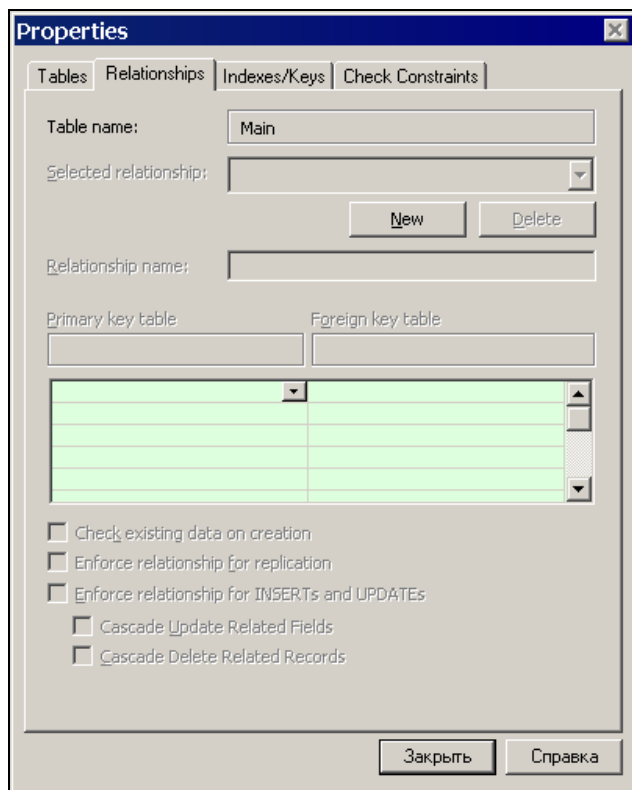 Properties
Tables Relationships Indexes/Keys Check Constraints
Table name: Main
Selected relationship:
New Delete
Relationship name:
Primary key table Foreign key table
Check existing data on creation
Enforce relationship for replication
Enforce relationship for INSERTs and UPDATEs
Cascade Update Related Fields
Cascade Delete Related Records
Закрыть Справка